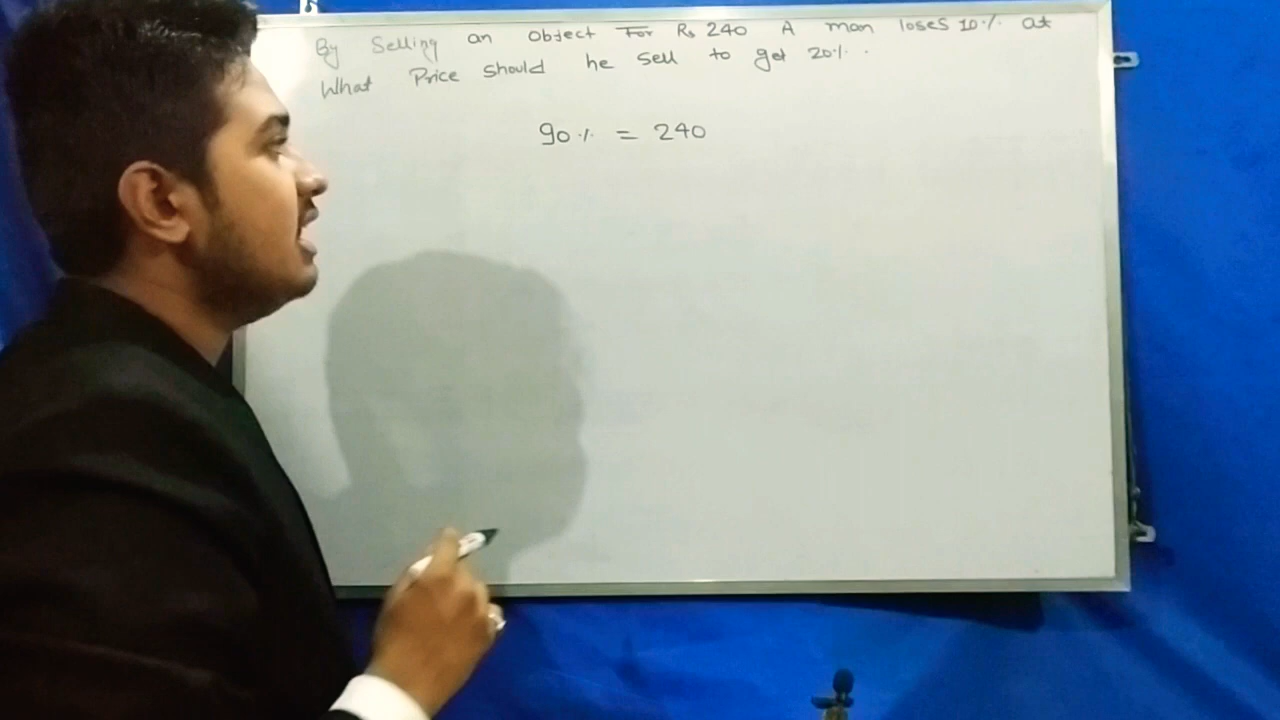 By Selling an object For Rs 240 A man loses 10% at
What Price should he sell to get 20%.
90% = 240